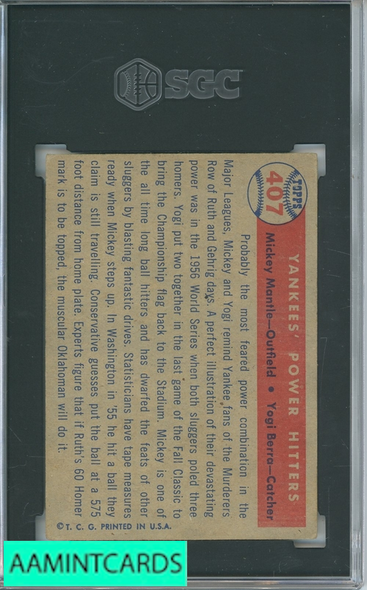 SGC
TOPPS
407
YANKEES' POWER HITTERS
Mickey Mantle—Outfield • Yogi Berra—Catcher
Probably the most feared power combination in the
Major Leagues, Mickey and Yogi remind Yankee fans of the Murderers
Row of Ruth and Gehrig days. A perfect illustration of their devastating
power was in the 1956 World Series when both sluggers poled three
homers. Yogi put two together in the last game of the Fall Classic to
bring the Championship flag back to the Stadium. Mickey is one of
the all time long ball hitters and has dwarfed the feats of other
sluggers by blasting fantastic drives. Statisticians have tape measures
ready when Mickey steps up. In Washington in '55 he hit a ball they
claim is still travelling. Conservative guesses put the ball at a 575
foot distance from home plate. Experts figure that if Ruth's 60 Homer
mark is to be topped, the muscular Oklahoman will do it.
© T. C. G. PRINTED IN U.S.A.
AAMINTCARDS